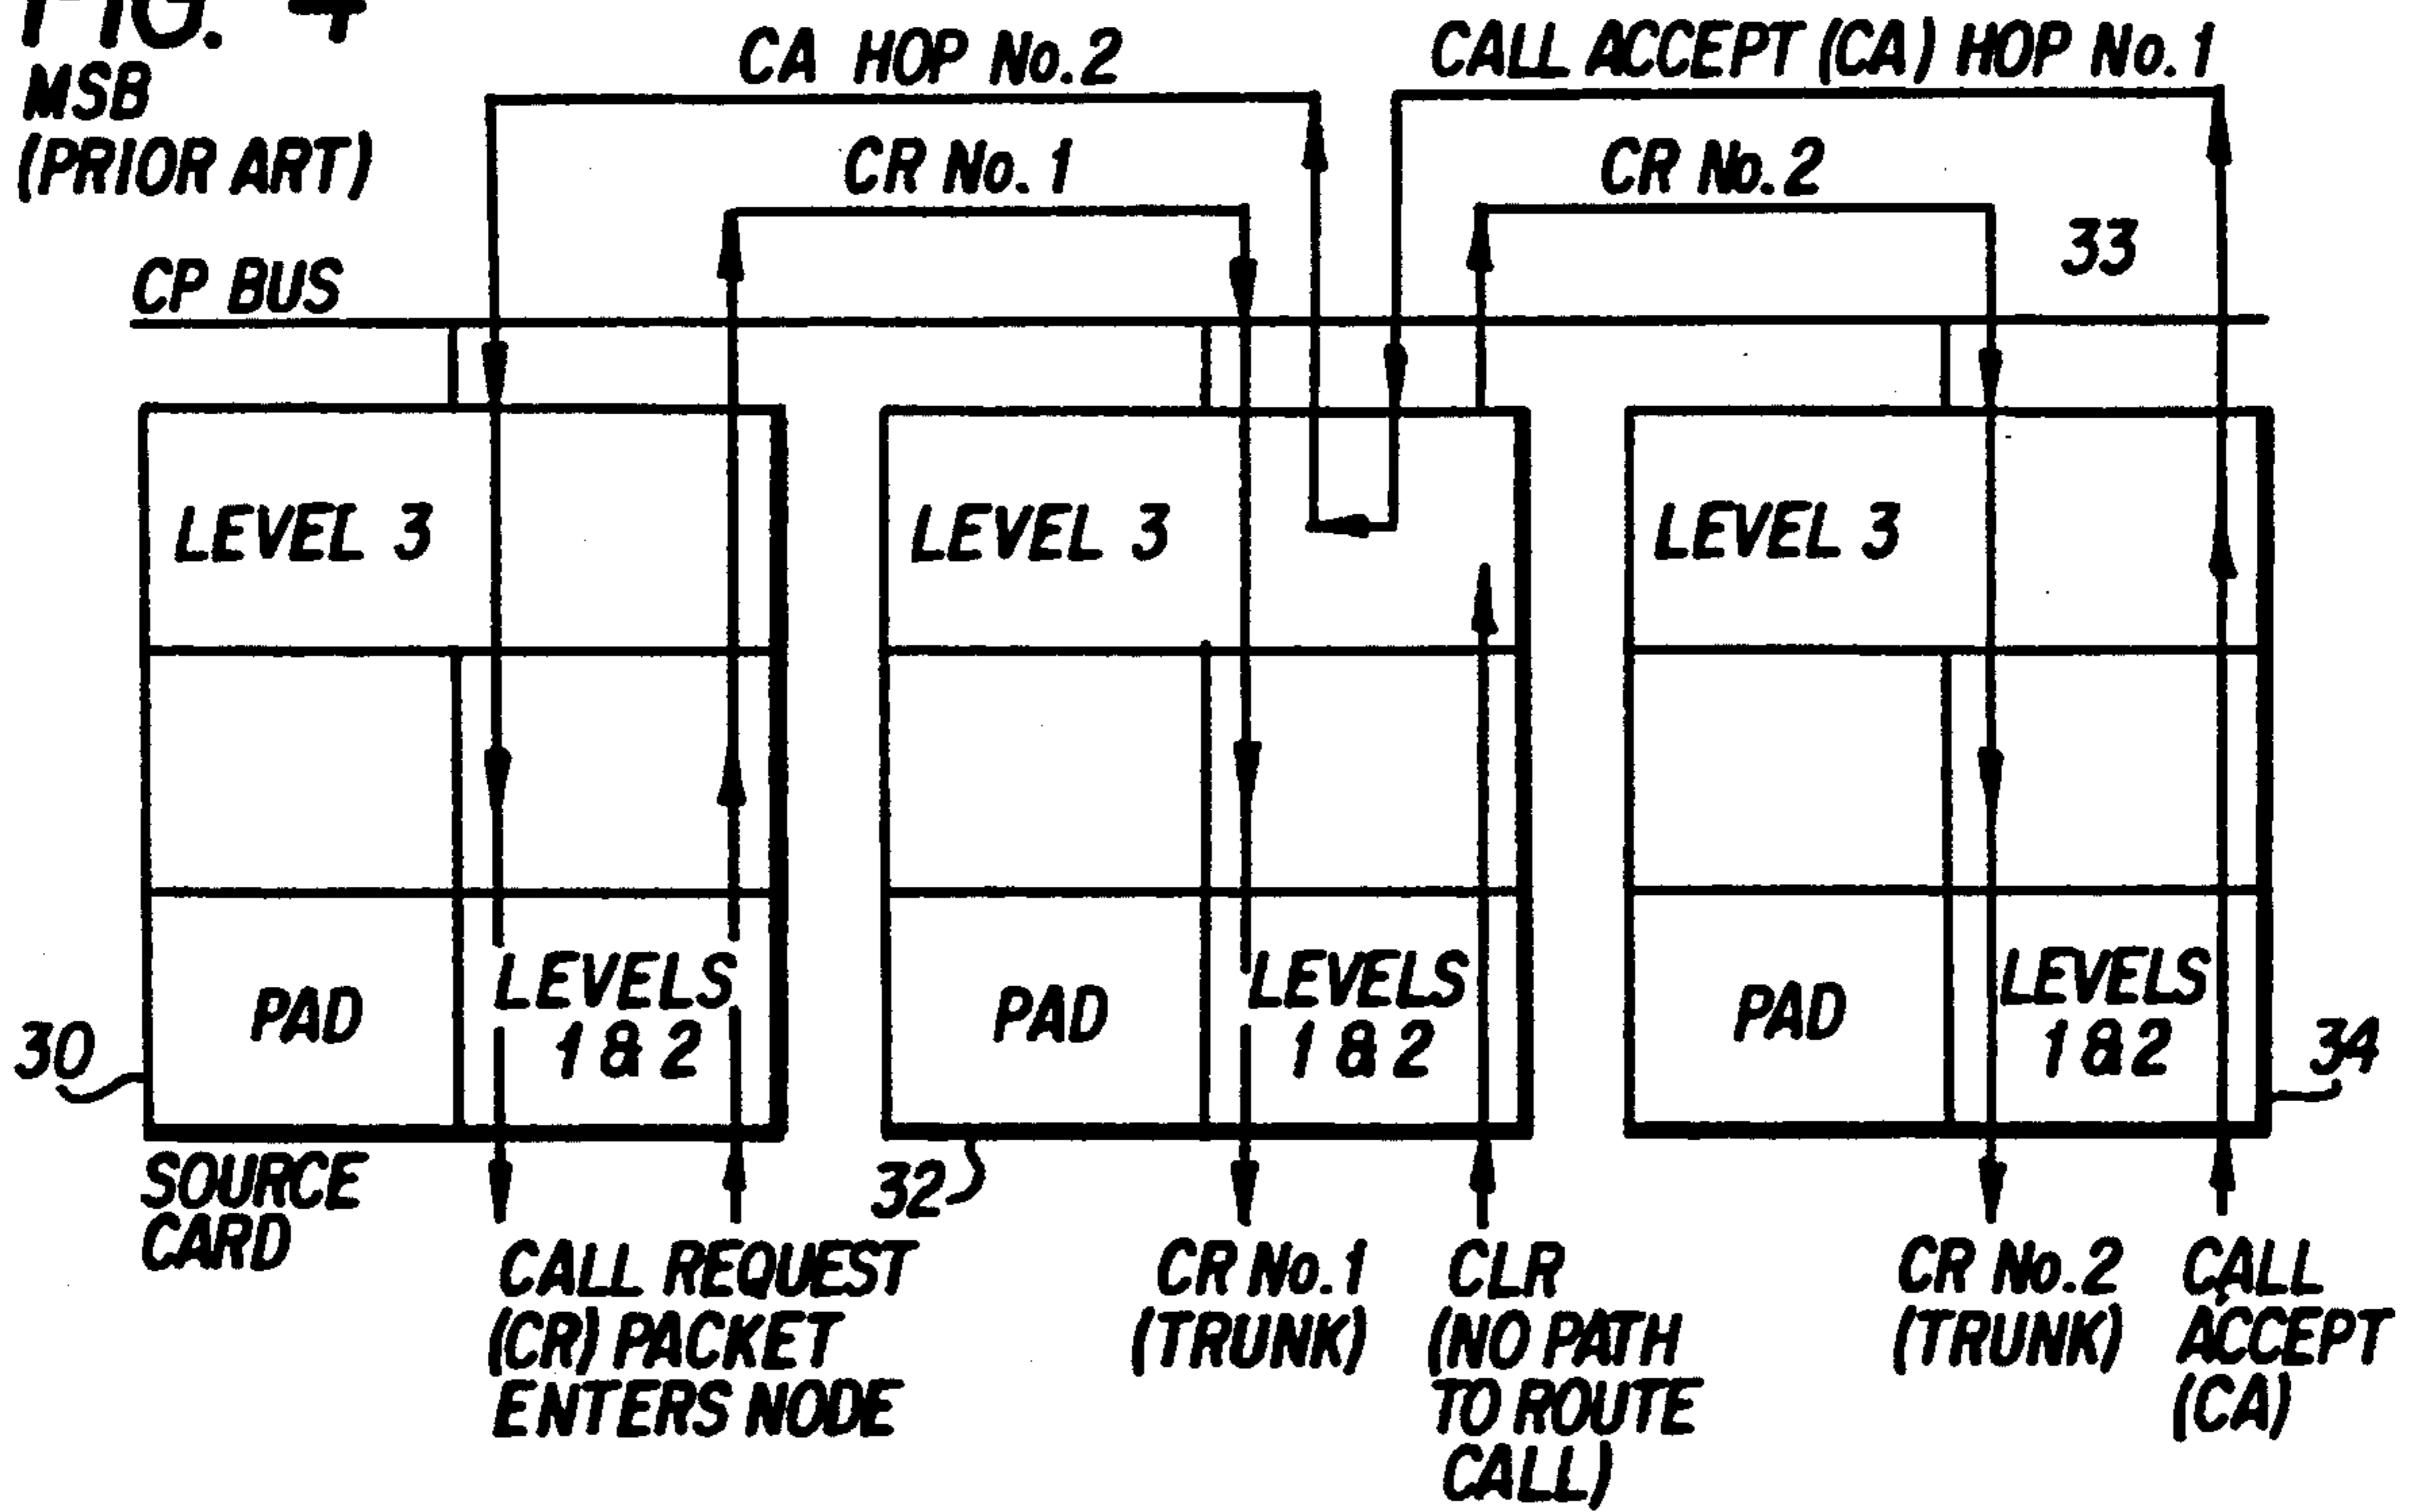 FIG. 4
MSB
(PRIOR ART)
CA HOP No. 2
CALL ACCEPT (CA) HOP No. 1
CR No. 1
CR No. 2
33
CP BUS
LEVEL 3
LEVEL 3
LEVEL 3
PAD
LEVELS
1 & 2
PAD
LEVELS
1 & 2
PAD
LEVELS
1 & 2
30
32
34
SOURCE
CARD
CALL REQUEST
(CR) PACKET
ENTERS NODE
CR No. 1
(TRUNK)
CLR
(NO PATH
TO ROUTE
CALL)
CR No. 2
(TRUNK)
CALL
ACCEPT
(CA)